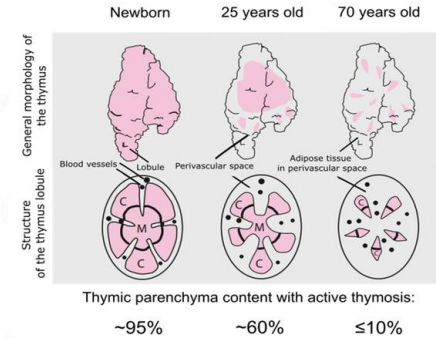 Newborn 25 years old 70 years old
General morphology of
the thymus
Blood vessels Lobule Perivascular space Adipose tissue
in perivascular space
Structure
of the thymus lobule
C M C
C M C
C C
Thymic parenchyma content with active thymosis:
~95% ~60% ≤10%